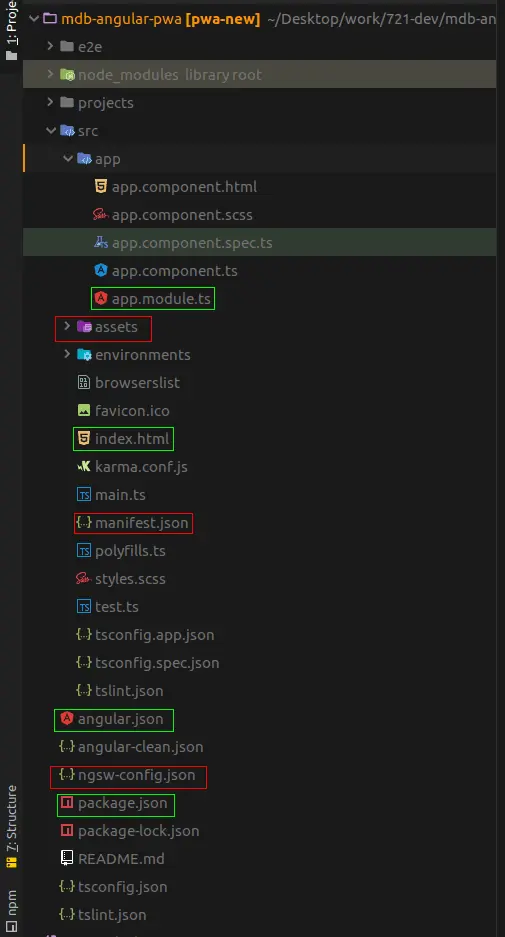 1: Proje
mdb-angular-pwa [pwa-new] ~/Desktop/work/721-dev/mdb-an
e2e
node_modules library root
projects
src
app
app.component.html
app.component.scss
app.component.spec.ts
app.component.ts
app.module.ts
assets
environments
browserslist
favicon.ico
index.html
karma.conf.js
main.ts
manifest.json
polyfills.ts
styles.scss
test.ts
tsconfig.app.json
tsconfig.spec.json
tslint.json
angular.json
angular-clean.json
ngsw-config.json
package.json
package-lock.json
README.md
tsconfig.json
tslint.json
7: Structure
npm